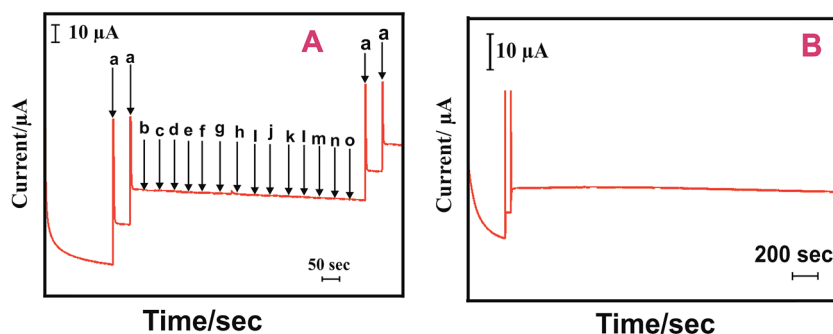 10 µA
A
a a
a a
b c d e f g h I j k l m n o
50 sec
Current/µA
Time/sec
10 µA
B
200 sec
Current/ µA
Time/sec